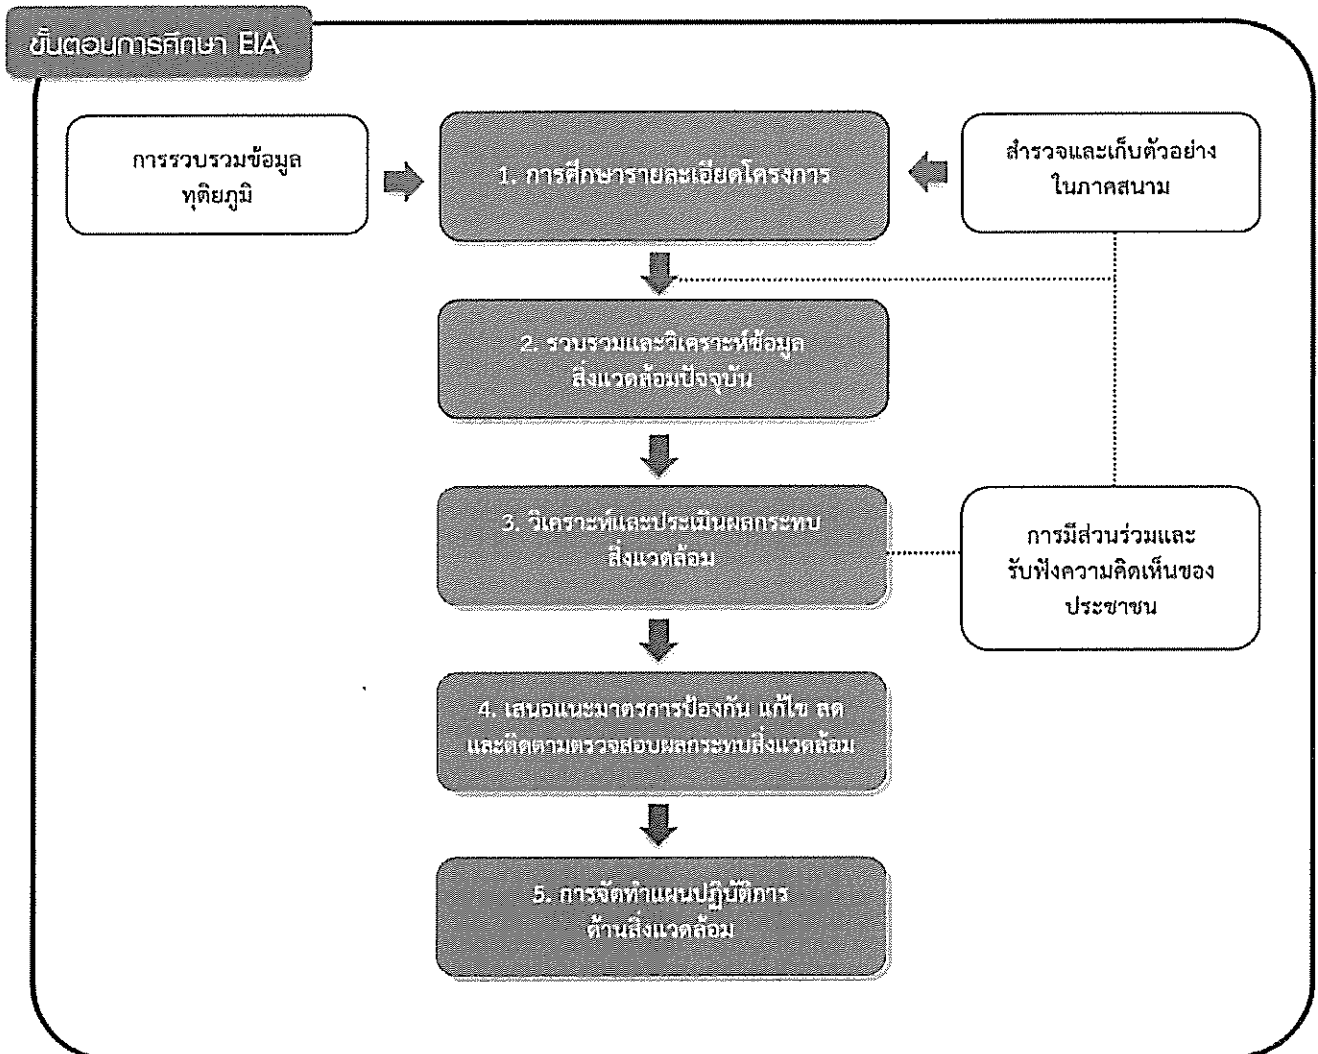 ขั้นตอนการศึกษา EIA
การรวบรวมข้อมูล
ทุติยภูมิ
1. การศึกษารายละเอียดโครงการ
สำรวจและเก็บตัวอย่าง
ในภาคสนาม
2. รวบรวมและวิเคราะห์ข้อมูล
สิ่งแวดล้อมปัจจุบัน
3. วิเคราะห์และประเมินผลกระทบ
สิ่งแวดล้อม
การมีส่วนร่วมและ
รับฟังความคิดเห็นของ
ประชาชน
4. เสนอแนะมาตรการป้องกัน แก้ไข ลด
และติดตามตรวจสอบผลกระทบสิ่งแวดล้อม
5. การจัดทำแผนปฏิบัติการ
ด้านสิ่งแวดล้อม